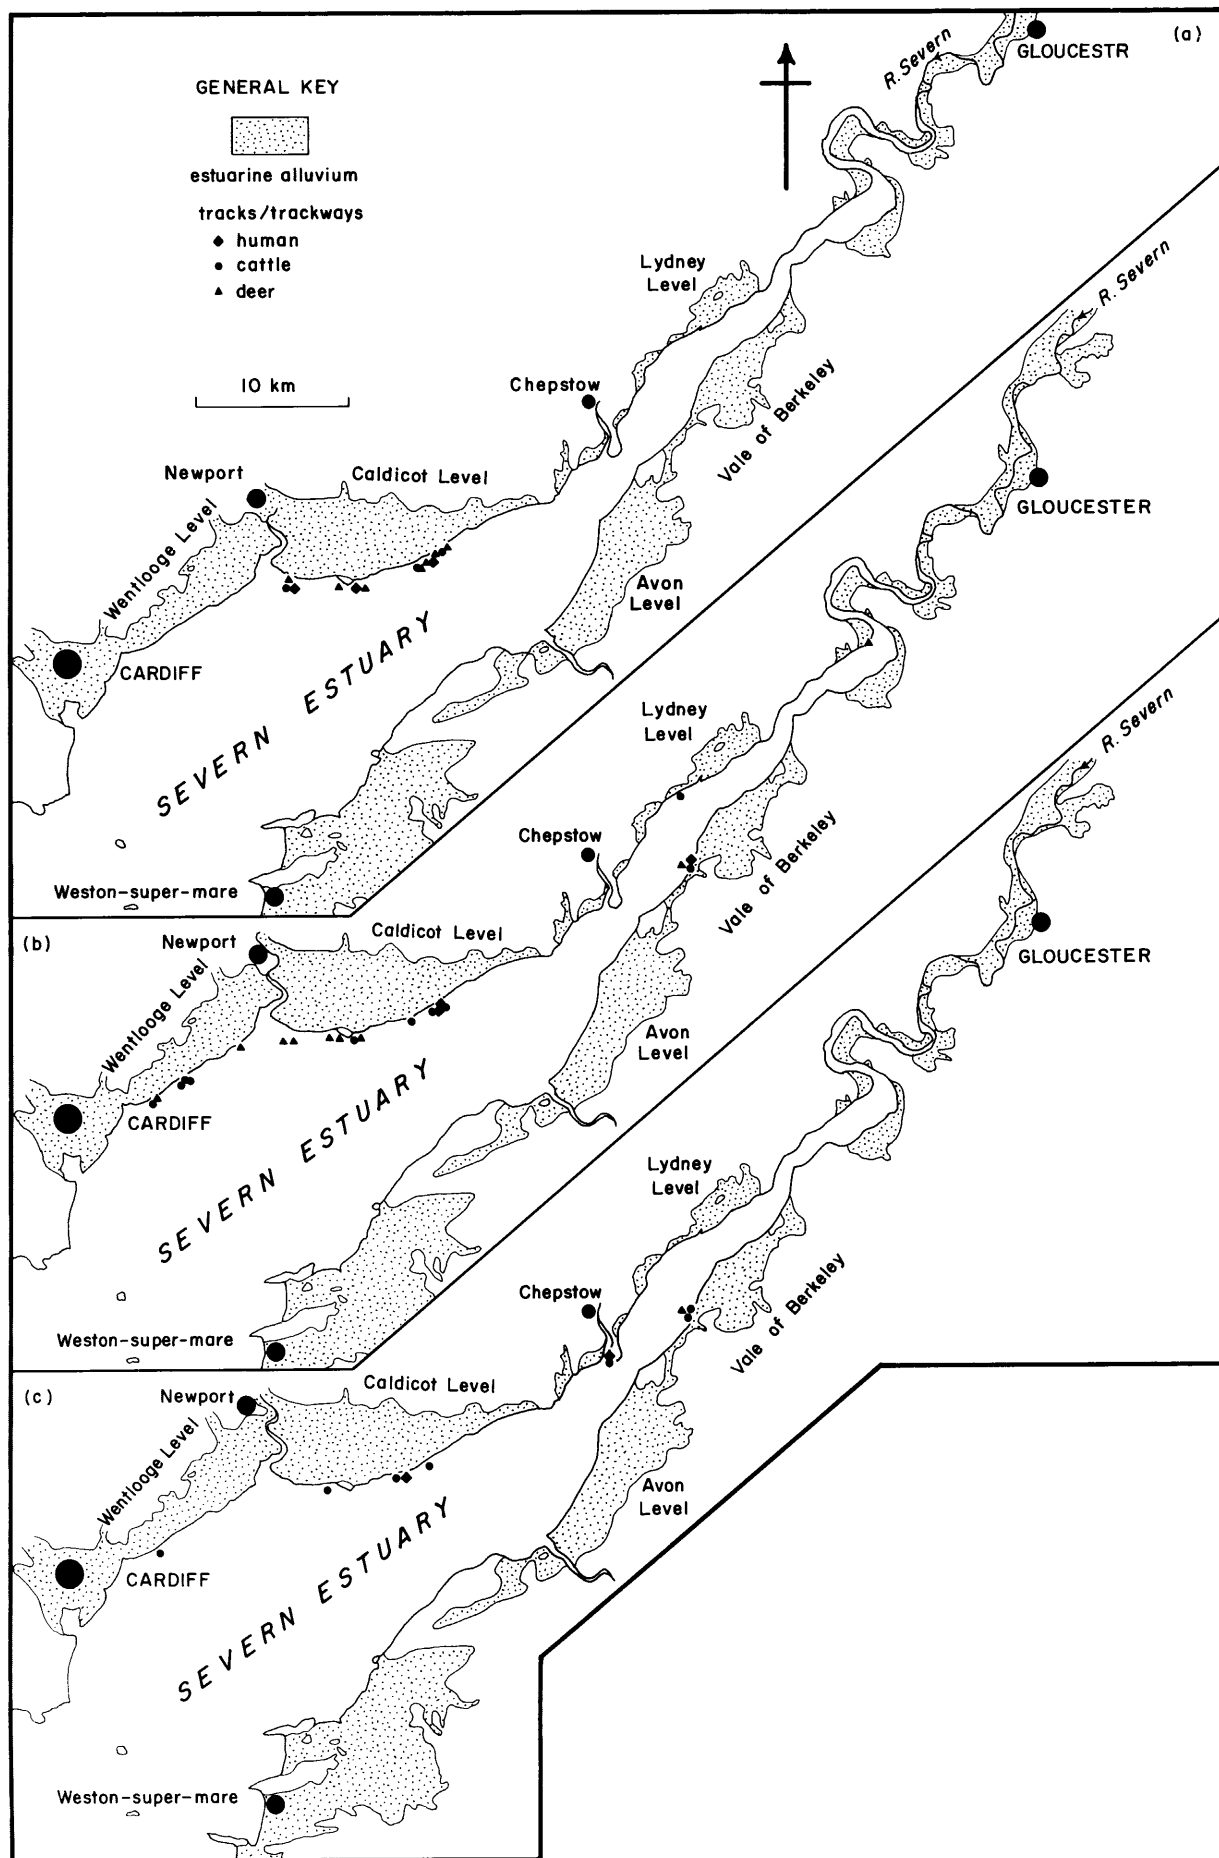 (a)
R. Severn
GLOUCESTR
GENERAL KEY
estuarine alluvium
tracks/trackways
human
cattle
deer
10 km
Lydney
Level
Chepstow
Vale of Berkeley
Newport
Caldicot Level
Wentlooge Level
Avon
Level
CARDIFF
SEVERN ESTUARY
Weston-super-mare
(b)
R. Severn
GLOUCESTER
Lydney
Level
Chepstow
Vale of Berkeley
Newport
Caldicot Level
Wentlooge Level
Avon
Level
CARDIFF
SEVERN ESTUARY
Weston-super-mare
(c)
R. Severn
GLOUCESTER
Lydney
Level
Chepstow
Vale of Berkeley
Newport
Caldicot Level
Wentlooge Level
Avon
Level
CARDIFF
SEVERN ESTUARY
Weston-super-mare